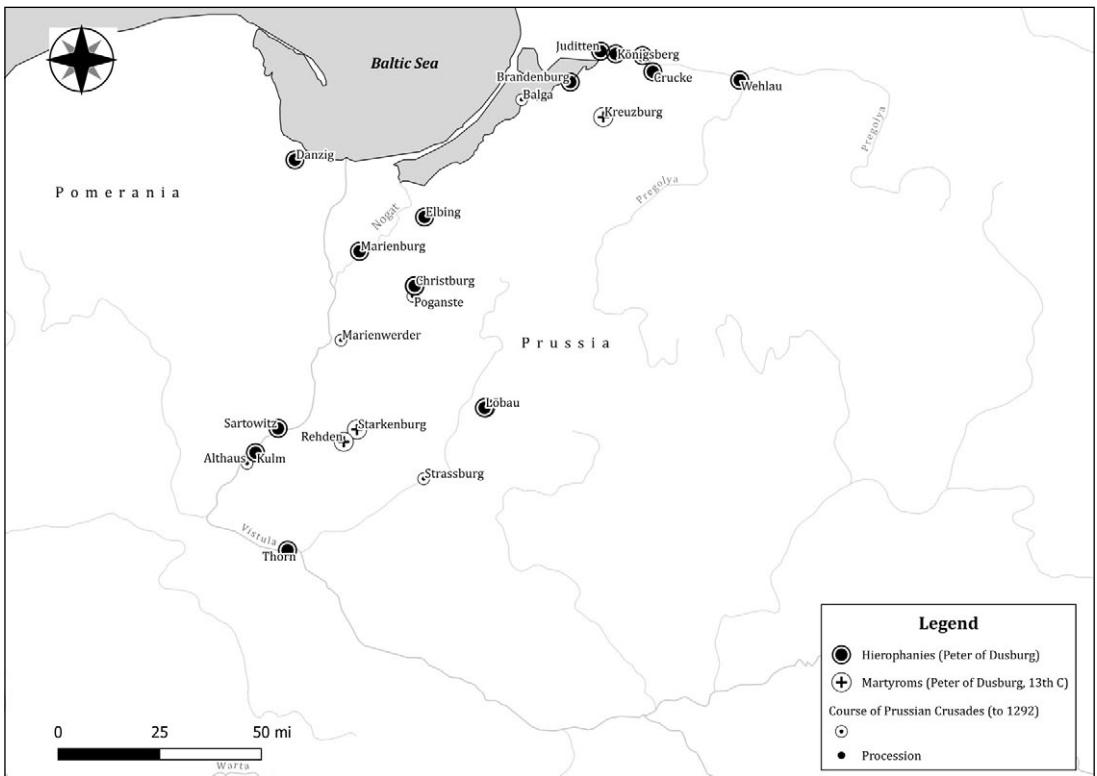 Baltic Sea
Juditten
Königsberg
Brandenburg
Crucke
Wehlau
Balga
Kreuzburg
Pregolya
Danzig
Pomerania
Pregolya
Elbing
Nogat
Marienburg
Christburg
Poganste
Marienwerder
Prussia
Löbau
Sartowitz
Starkenburg
Rehden
Althaus
Kulm
Strassburg
Vistula
Thorn
Legend
Hierophanies (Peter of Dusburg)
Martyroms (Peter of Dusburg, 13th C)
Course of Prussian Crusades (to 1292)
Procession
0 25 50 mi
Warta